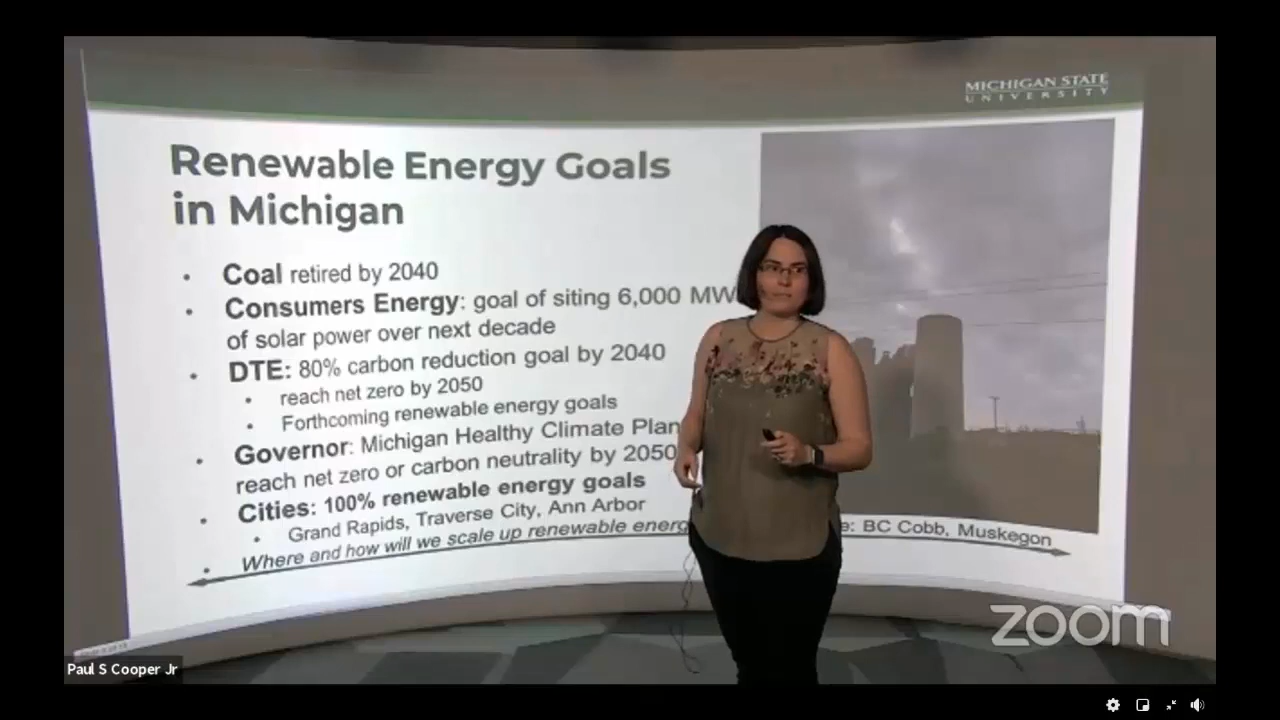 MICHIGAN STATE
UNIVERSITY
Renewable Energy Goals
in Michigan
• Coal retired by 2040
• Consumers Energy: goal of siting 6,000 MW
of solar power over next decade
• DTE: 80% carbon reduction goal by 2040
• reach net zero by 2050
• Forthcoming renewable energy goals
• Governor: Michigan Healthy Climate Plan
reach net zero or carbon neutrality by 2050
• Cities: 100% renewable energy goals
• Grand Rapids, Traverse City, Ann Arbor
• Where and how will we scale up renewable energ
e: BC Cobb, Muskegon
zoom
Paul S Cooper Jr